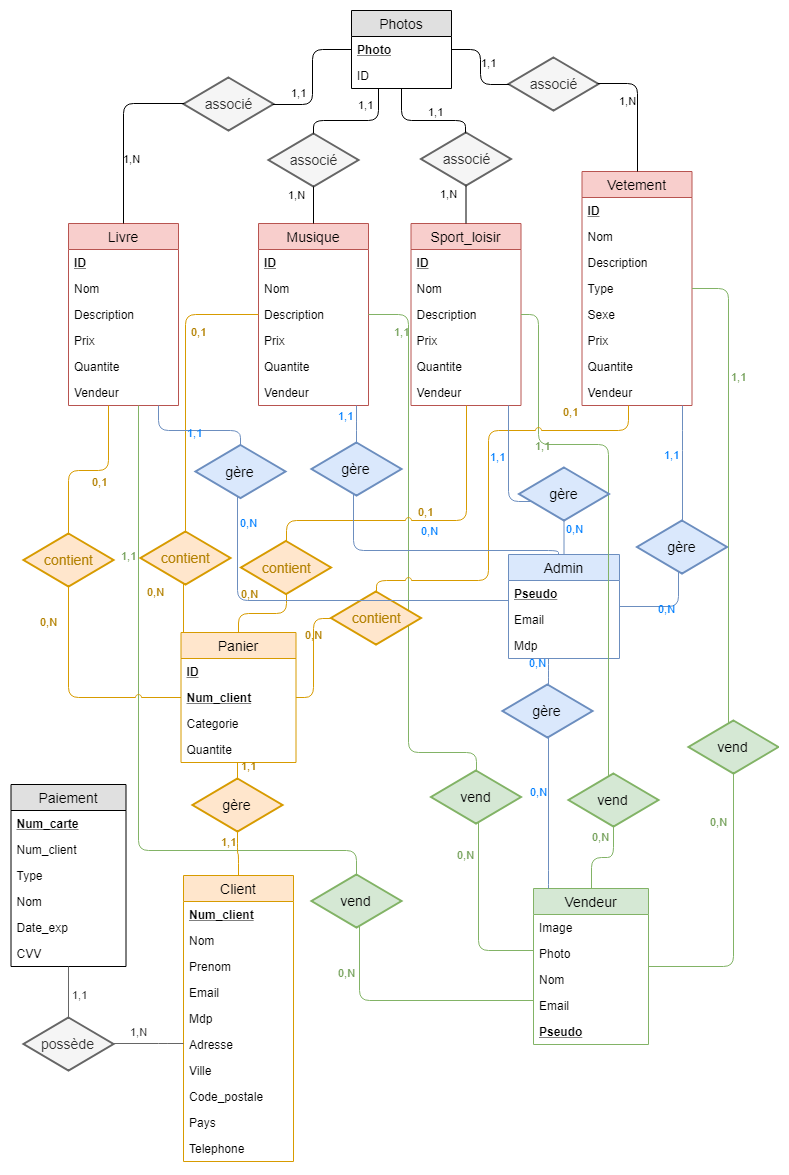 Photos
Photo
ID
associé
1,1
1,1
associé
1,N
1,N
1,1
1,1
associé
associé
1,N
1,N
Vetement
ID
Nom
Description
Type
Sexe
Prix
Quantite
Vendeur
Livre
ID
Nom
Description
Prix
Quantite
Vendeur
Musique
ID
Nom
Description
Prix
Quantite
Vendeur
Sport_loisir
ID
Nom
Description
Prix
Quantite
Vendeur
0,1
1,1
1,1
0,1
1,1
1,1
1,1
0,1
1,1
1,1
gère
gère
gère
0,1
0,N
0,N
0,N
1,1
contient
contient
contient
contient
gère
0,N
0,N
0,N
0,N
0,N
Admin
Pseudo
Email
Mdp
0,N
Panier
ID
Num_client
Categorie
Quantite
gère
vend
1,1
gère
1,1
0,N
vend
vend
0,N
0,N
0,N
Paiement
Num_carte
Num_client
Type
Nom
Date_exp
CVV
1,1
possède
1,N
Client
Num_client
Nom
Prenom
Email
Mdp
Adresse
Ville
Code_postale
Pays
Telephone
vend
0,N
Vendeur
Image
Photo
Nom
Email
Pseudo